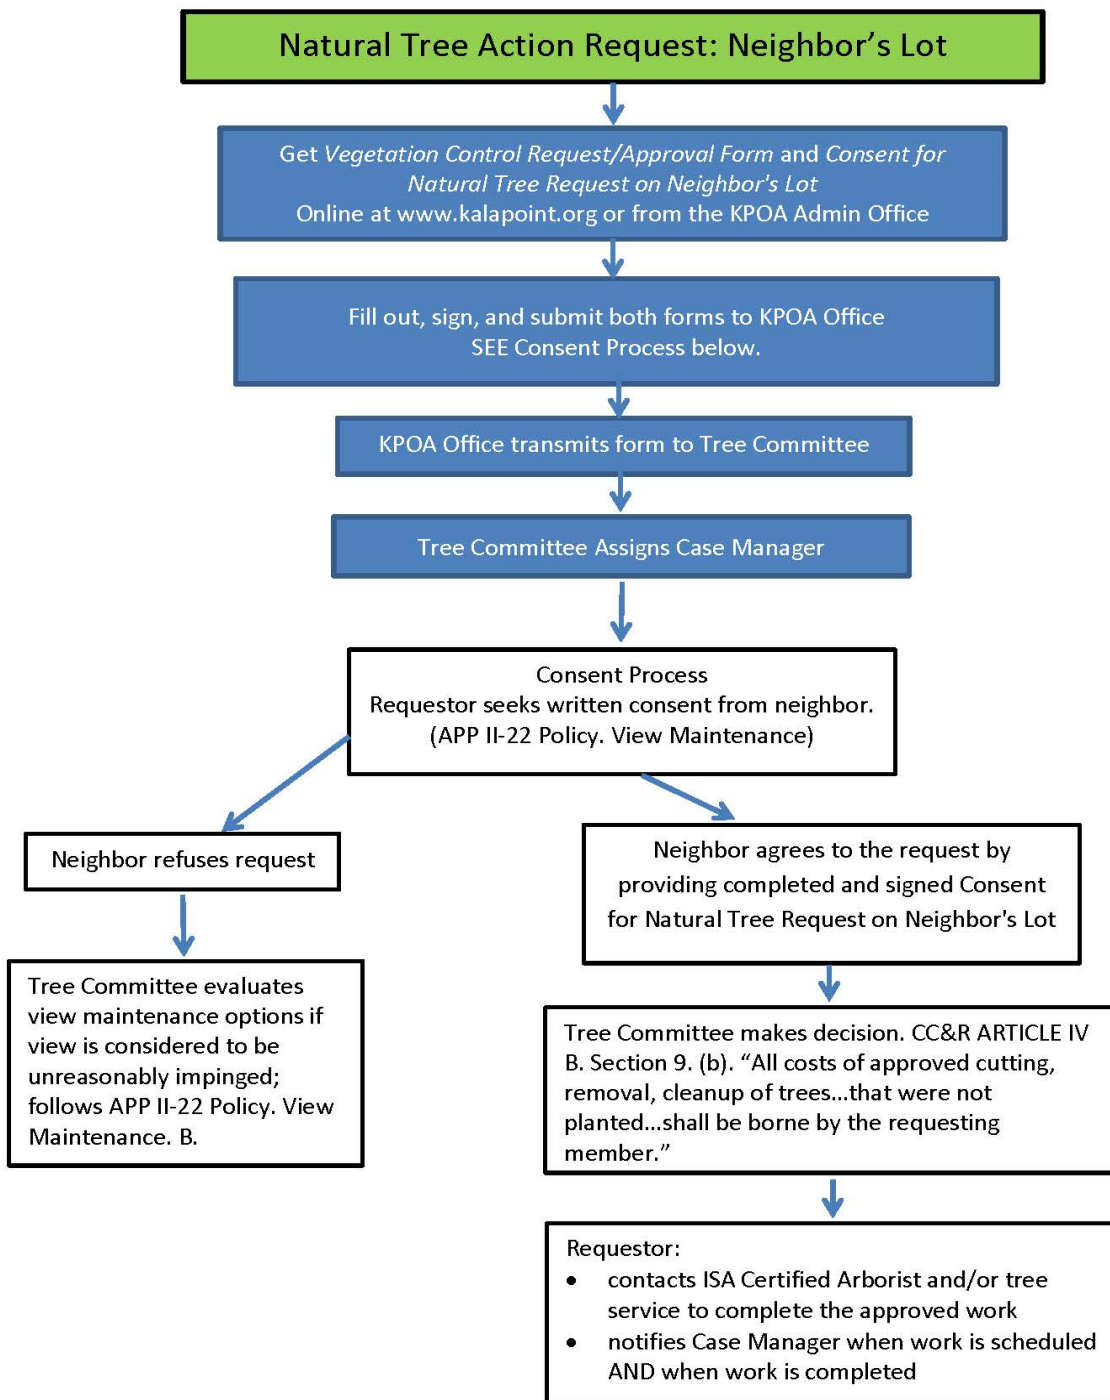 Natural Tree Action Request: Neighbor’s Lot
Get Vegetation Control Request/Approval Form and Consent for
Natural Tree Request on Neighbor's Lot
Online at www.kalapoint.org or from the KPOA Admin Office
Fill out, sign, and submit both forms to KPOA Office
SEE Consent Process below.
KPOA Office transmits form to Tree Committee
Tree Committee Assigns Case Manager
Consent Process
Requestor seeks written consent from neighbor.
(APP II-22 Policy. View Maintenance)
Neighbor refuses request
Tree Committee evaluates
view maintenance options if
view is considered to be
unreasonably impinged;
follows APP II-22 Policy. View
Maintenance. B.
Neighbor agrees to the request by
providing completed and signed Consent
for Natural Tree Request on Neighbor's Lot
Tree Committee makes decision. CC&R ARTICLE IV
B. Section 9. (b). “All costs of approved cutting,
removal, cleanup of trees...that were not
planted...shall be borne by the requesting
member.”
Requestor:
• contacts ISA Certified Arborist and/or tree
service to complete the approved work
• notifies Case Manager when work is scheduled
AND when work is completed